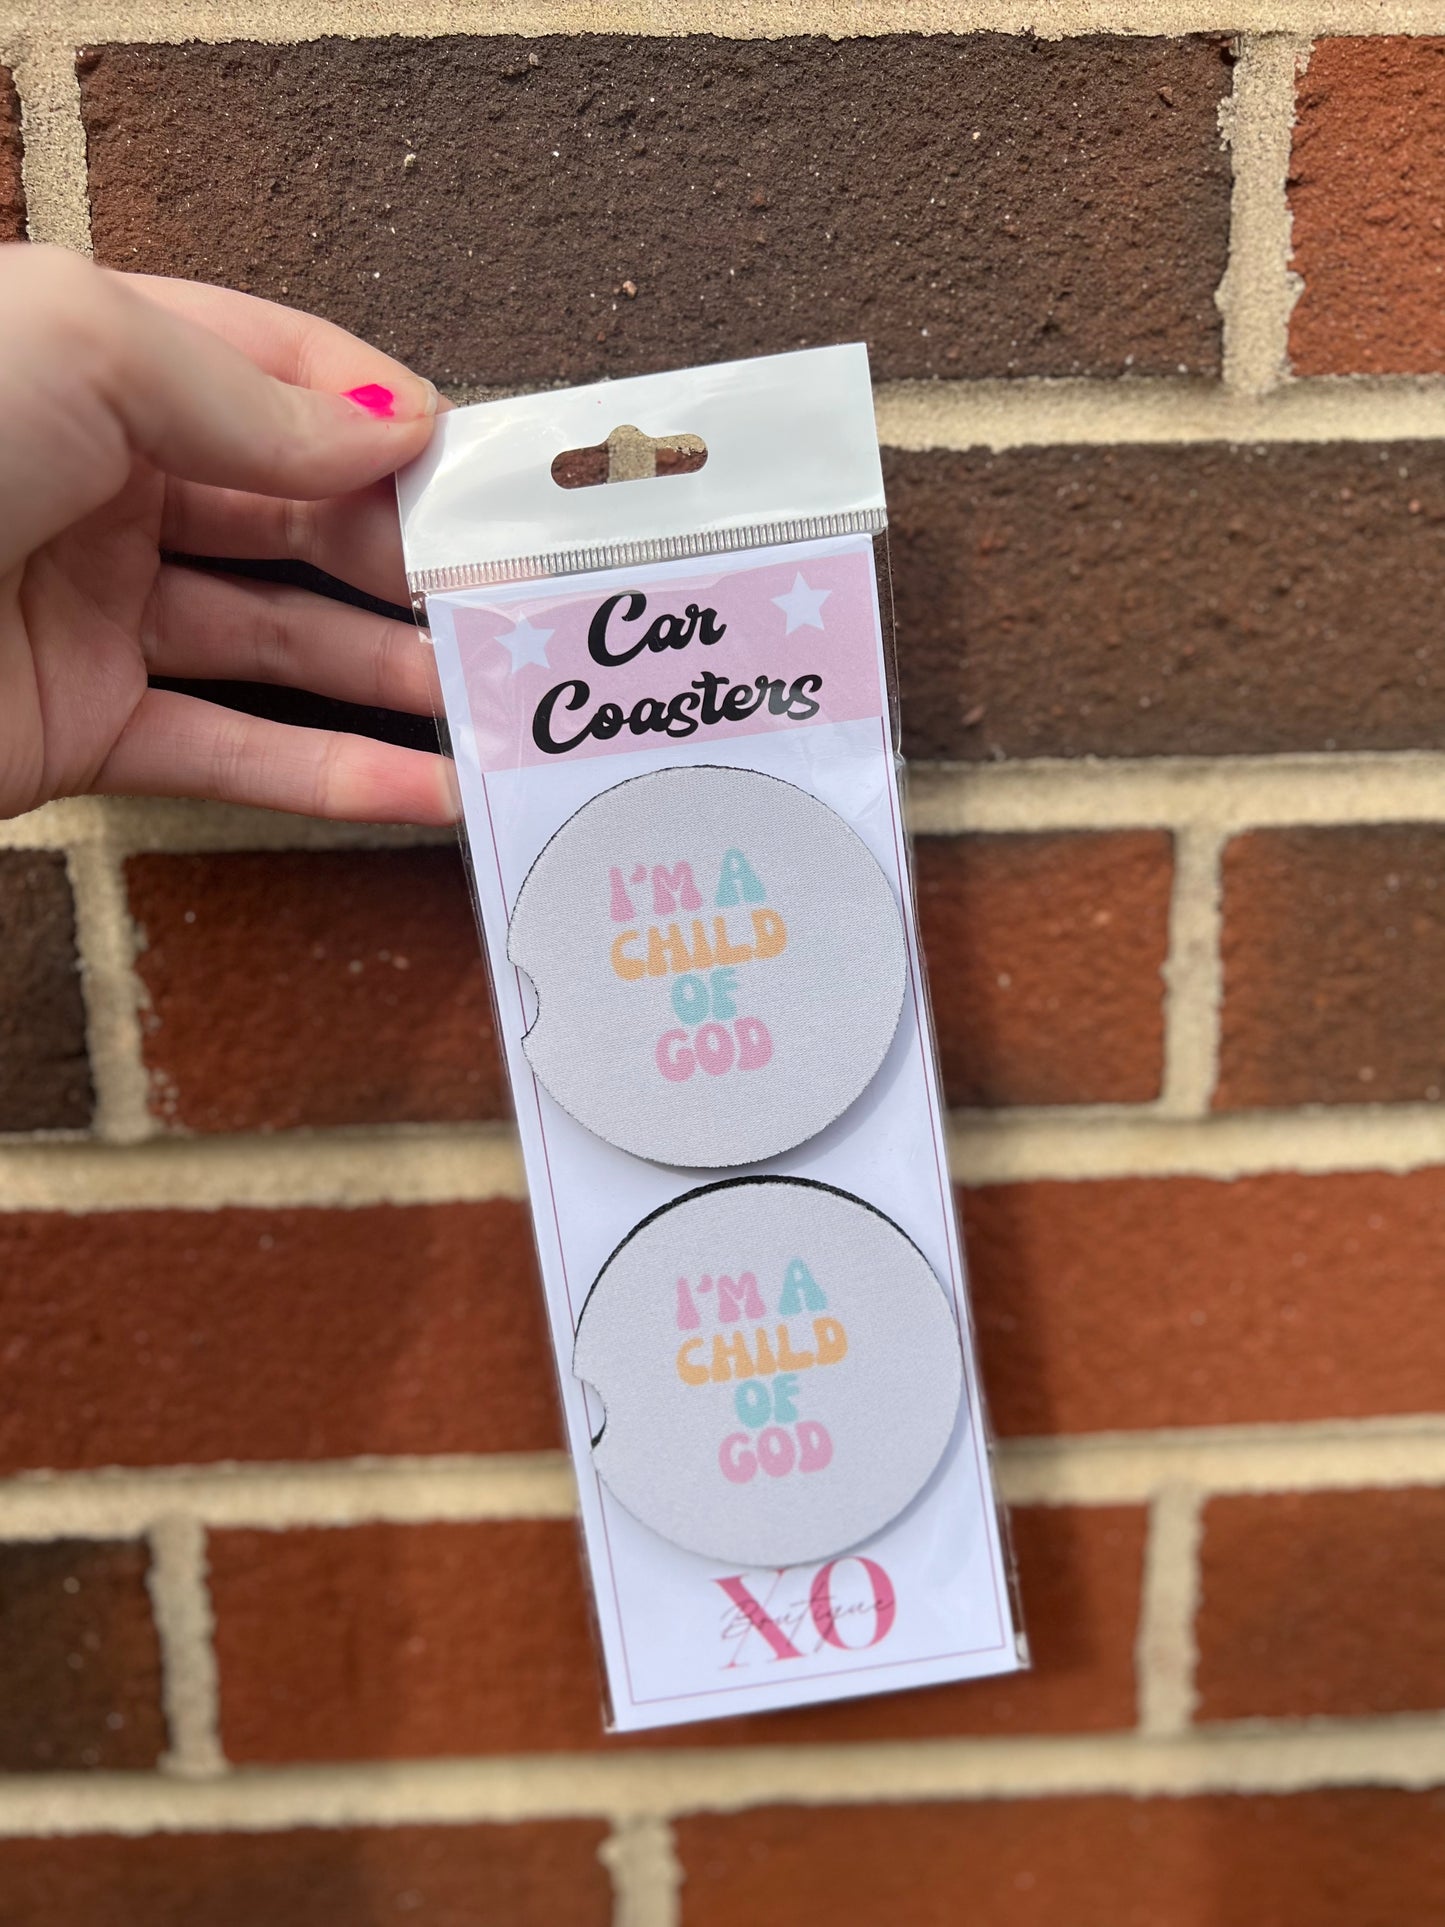 Car
Coasters
I'M A
CHILD
OF
GOD
I'M A
CHILD
OF
GOD
XO
Boutique